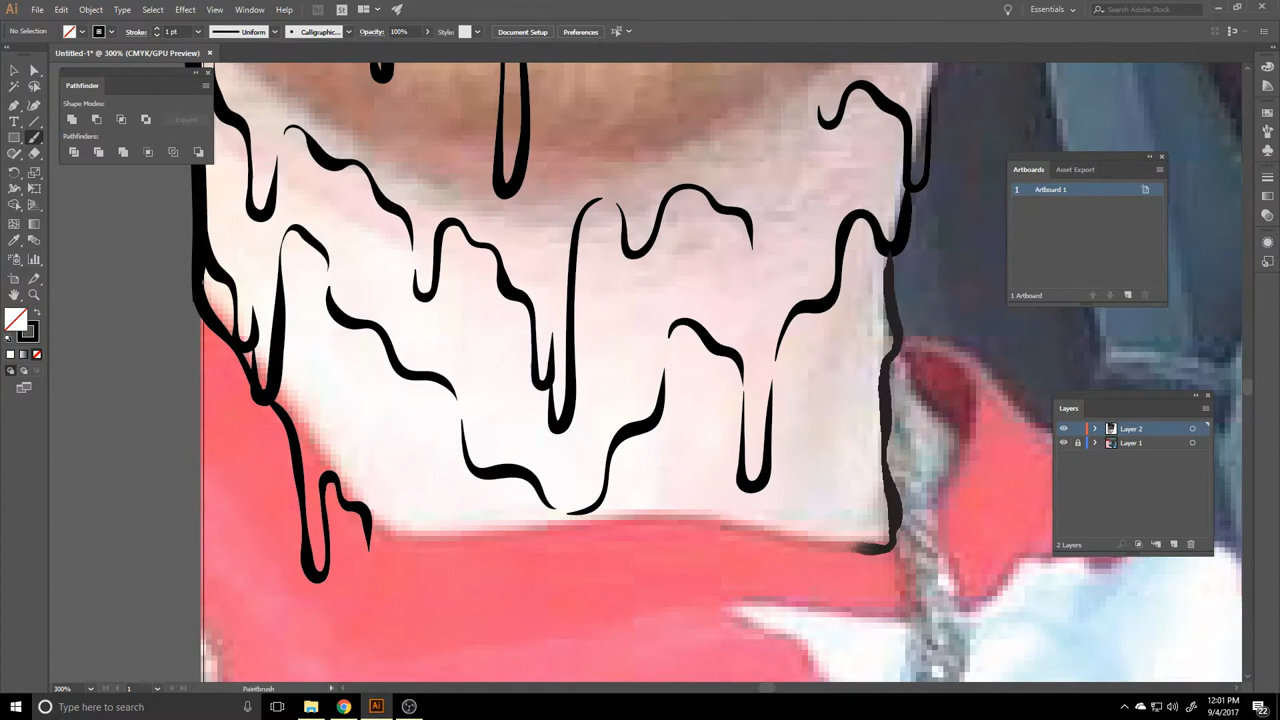 Ai File Edit Object Type Select Effect View Window Help Br St Essentials Search Adobe Stock
No Selection Stroke: 1 pt Uniform Calligraphic... Opacity: 100% Style: Document Setup Preferences
Untitled-1* @ 300% (CMYK/GPU Preview)
Pathfinder
Shape Modes:
Expand
Pathfinders:
Artboards Asset Export
1 Artboard 1
1 Artboard
Layers
Layer 2
Layer 1
2 Layers
300% 1 Paintbrush
Type here to search
Ai
12:01 PM
9/4/2017
22